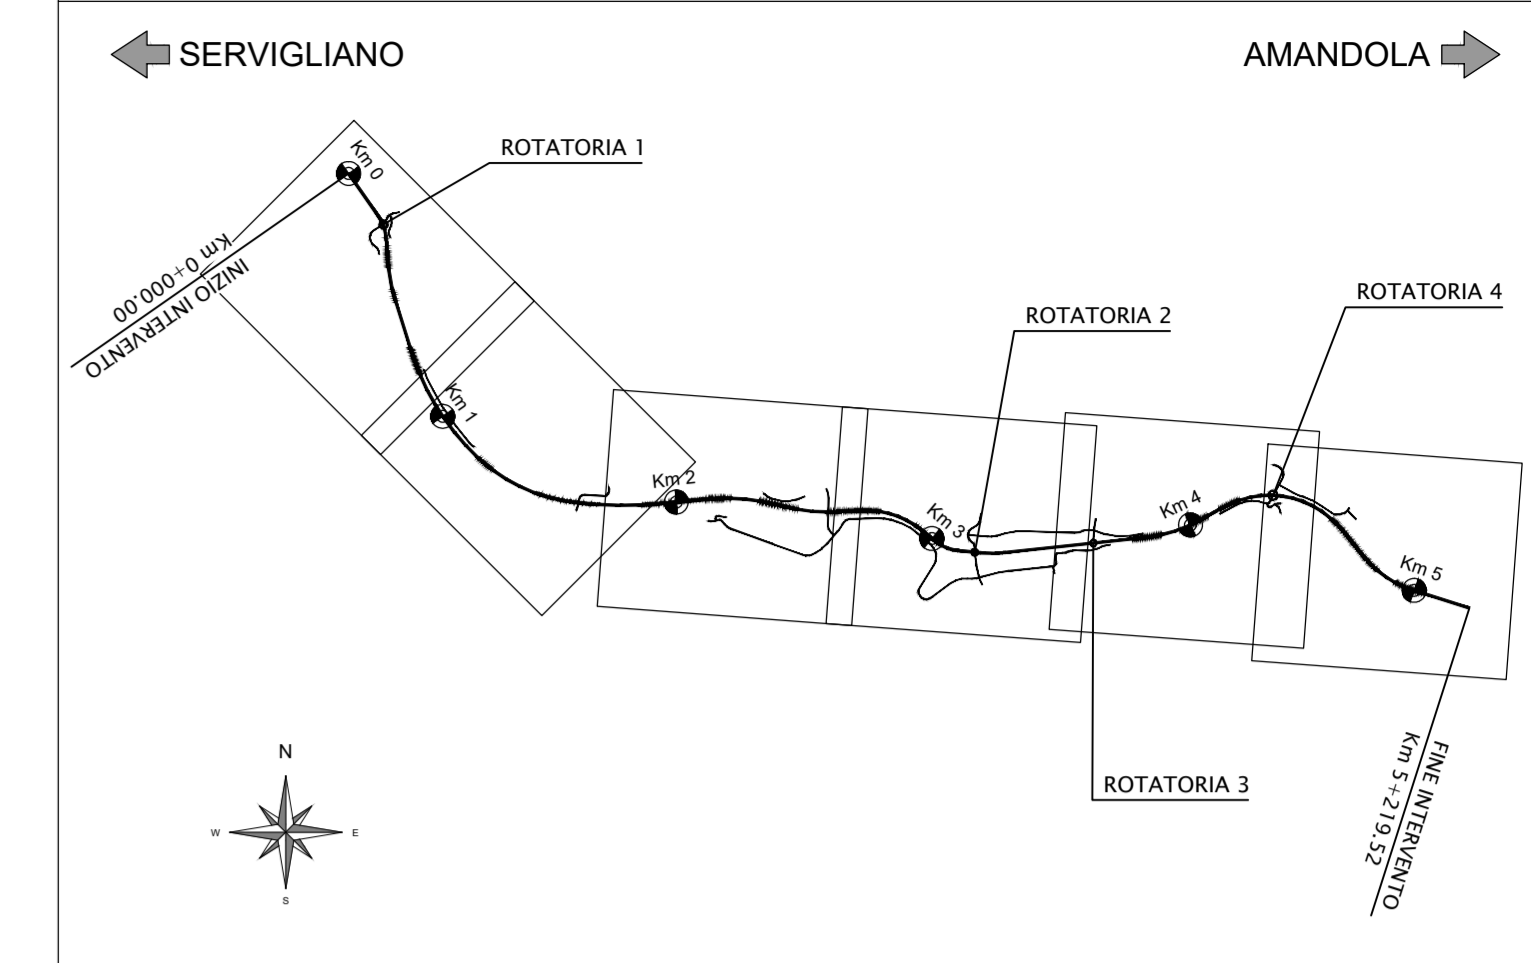 SERVIGLIANO
AMANDOLA
Km 0
ROTATORIA 1
Km 0+000.00
INIZIO INTERVENTO
ROTATORIA 4
ROTATORIA 2
Km 1
Km 2
Km 3
Km 4
Km 5
ROTATORIA 3
FINE INTERVENTO
Km 5+219.52
N
W
E
S